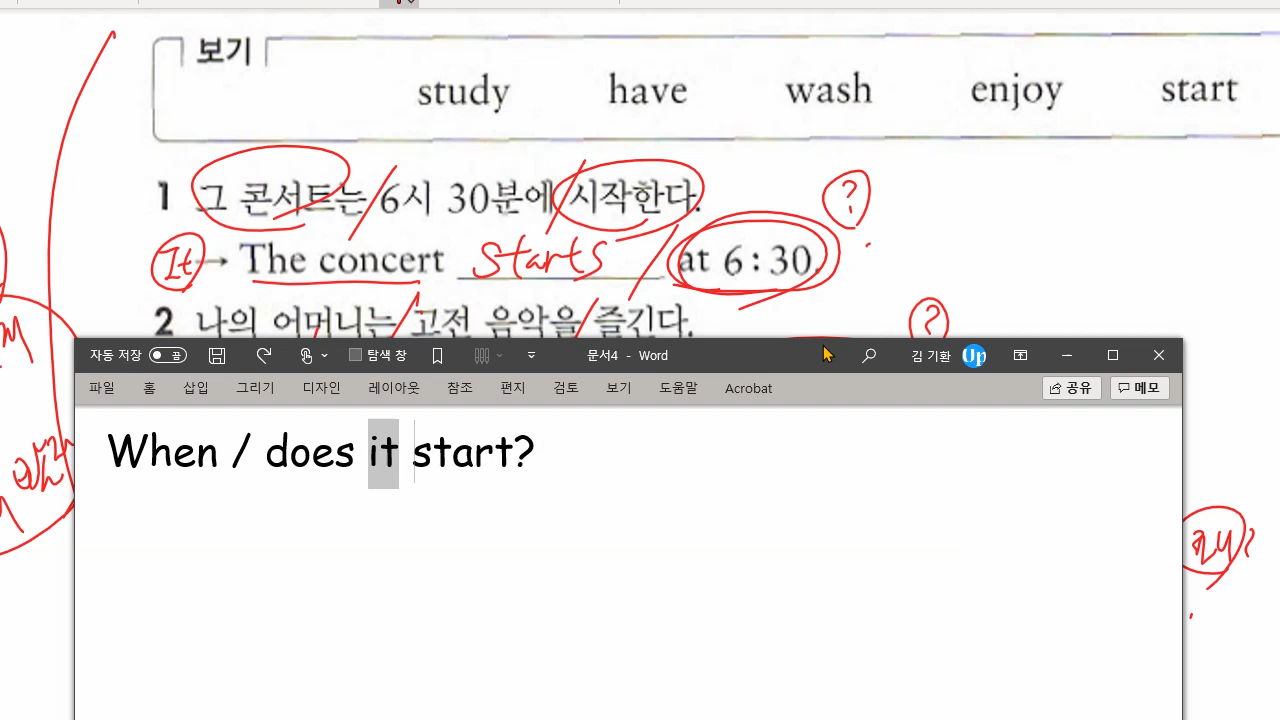 보기
study have wash enjoy start
1 그 콘서트는 / 6시 30분에 / 시작한다. ?
It → The concert starts / at 6:30.
2 나의 어머니는 / 고전 음악을 / 즐긴다. ?
자동 저장 끔 탐색 창 문서4 - Word 김 기환 Up
파일 홈 삽입 그리기 디자인 레이아웃 참조 편지 검토 보기 도움말 Acrobat 공유 메모
When / does it start?